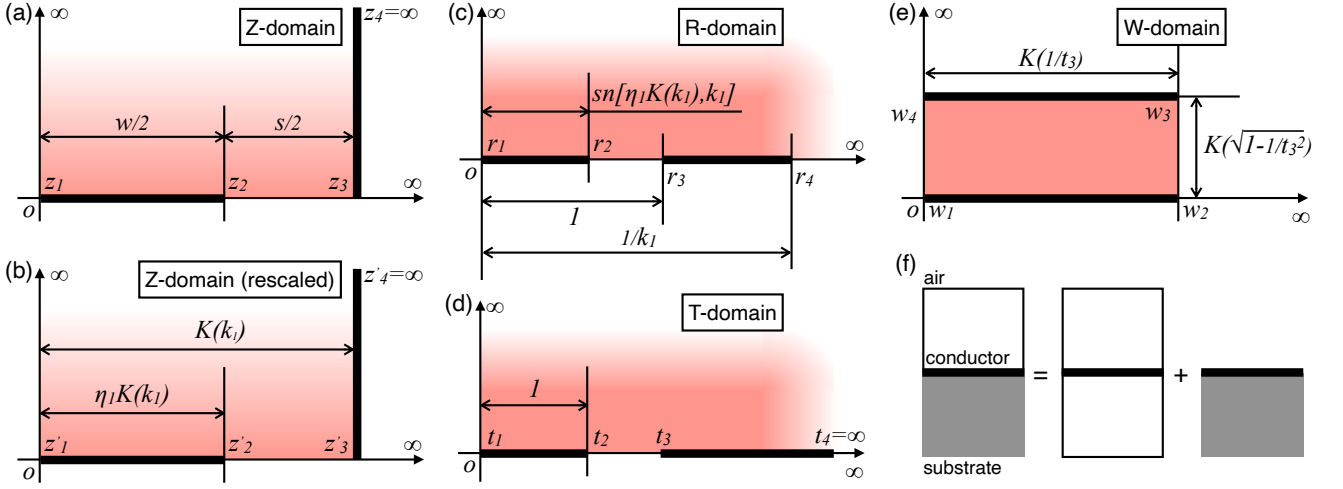 (a)
∞
Z-domain
z₄=∞
w/2
s/2
z₁
z₂
z₃
∞
o
(b)
∞
Z-domain (rescaled)
z'₄=∞
K(k₁)
η₁K(k₁)
z'₁
z'₂
z'₃
∞
o
(c)
∞
R-domain
sn[η₁K(k₁),k₁]
r₁
r₂
∞
o
r₃
r₄
1
1/k₁
(d)
∞
T-domain
1
t₁
t₂
t₃
t₄=∞
o
∞
(e)
∞
W-domain
K(1/t₃)
w₄
w₃
K(√1-1/t₃²)
o
w₁
w₂
∞
(f)
air
conductor
=
+
substrate